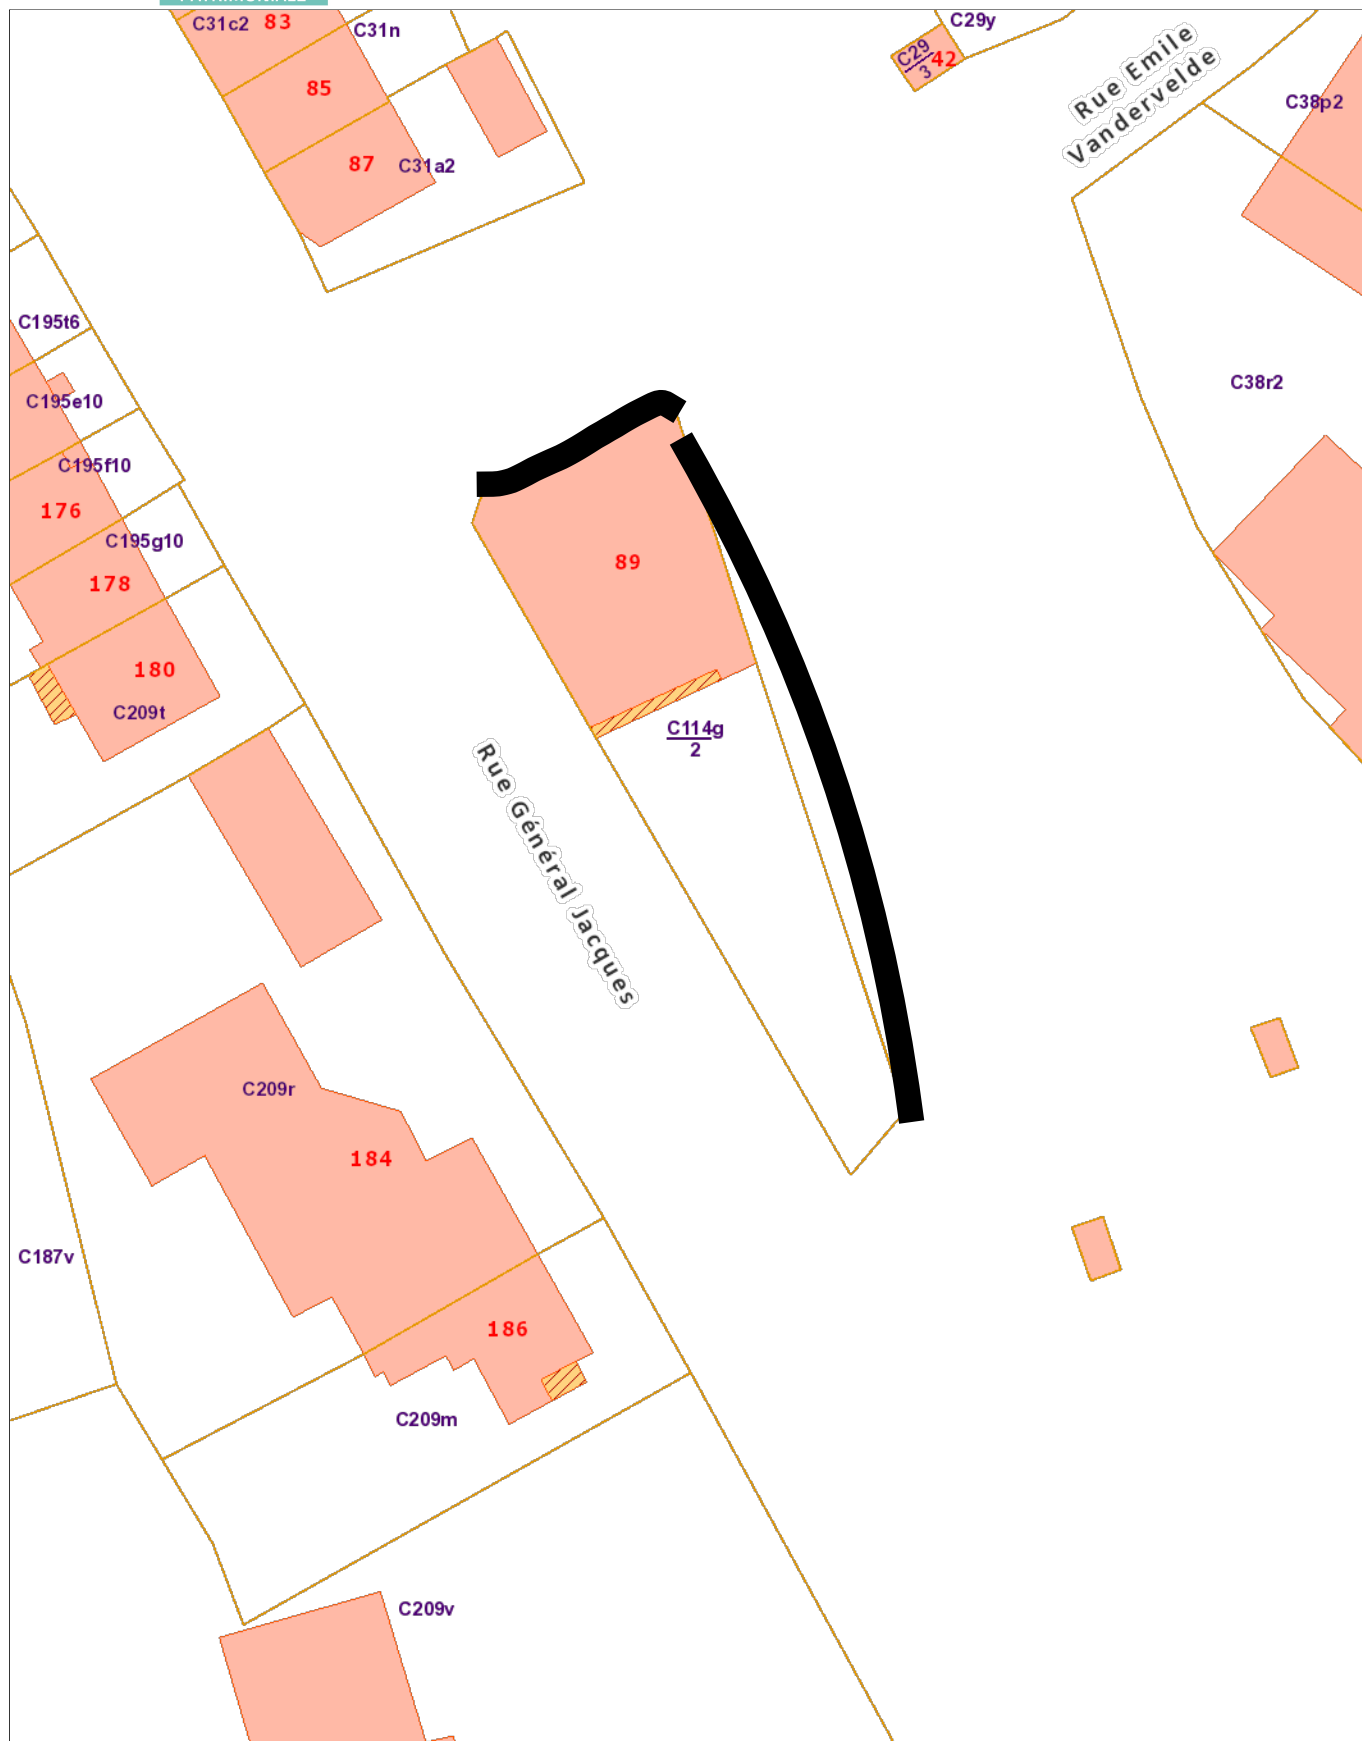 C31c2 83
C31n
C29y
C29
3
42
Rue Emile
Vandervelde
85
C38p2
87
C31a2
C195t6
C38r2
C195e10
C195f10
176
C195g10
89
178
180
C209t
C114g
2
Rue Général Jacques
C209r
184
C187v
186
C209m
C209v